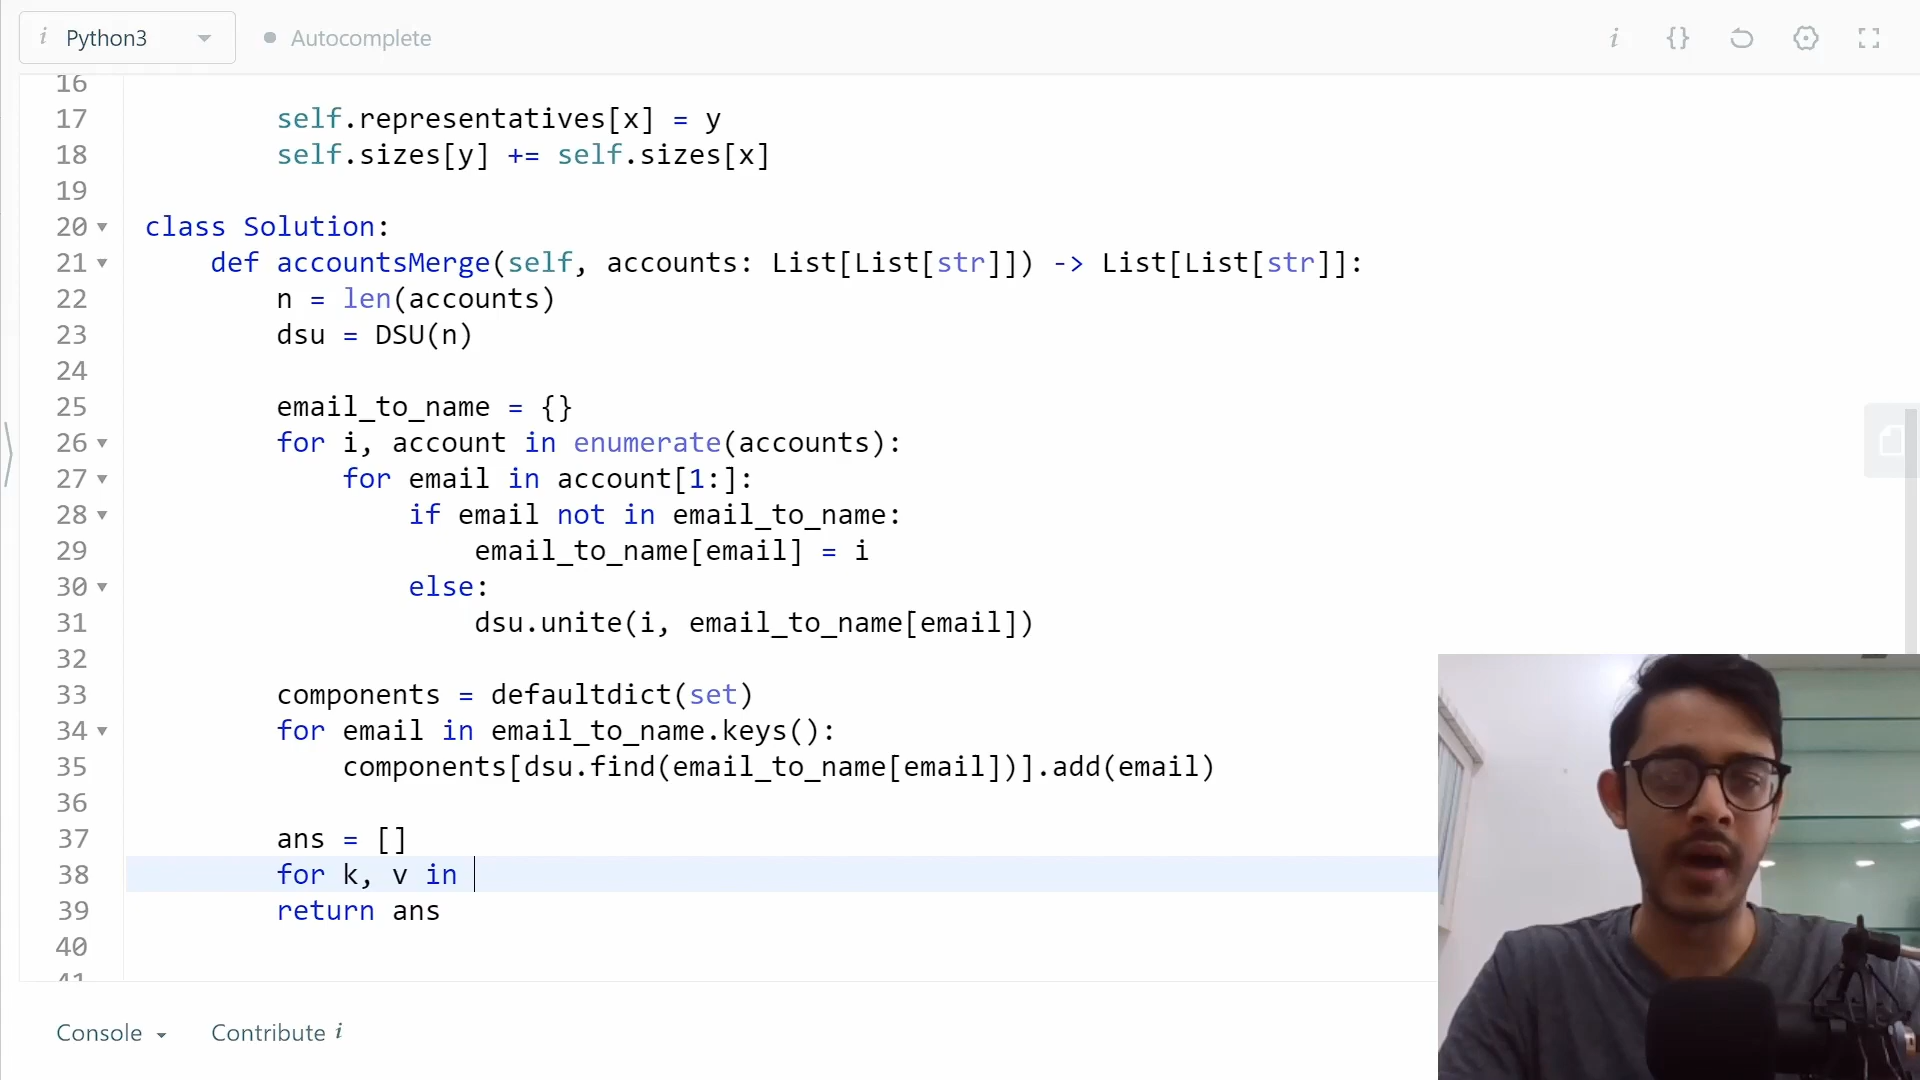 i Python3
Autocomplete
i {}
16
17 self.representatives[x] = y
18 self.sizes[y] += self.sizes[x]
19
20 class Solution:
21 def accountsMerge(self, accounts: List[List[str]]) -> List[List[str]]:
22 n = len(accounts)
23 dsu = DSU(n)
24
25 email_to_name = {}
26 for i, account in enumerate(accounts):
27 for email in account[1:]:
28 if email not in email_to_name:
29 email_to_name[email] = i
30 else:
31 dsu.unite(i, email_to_name[email])
32
33 components = defaultdict(set)
34 for email in email_to_name.keys():
35 components[dsu.find(email_to_name[email])].add(email)
36
37 ans = []
38 for k, v in
39 return ans
40
41
Console
Contribute i